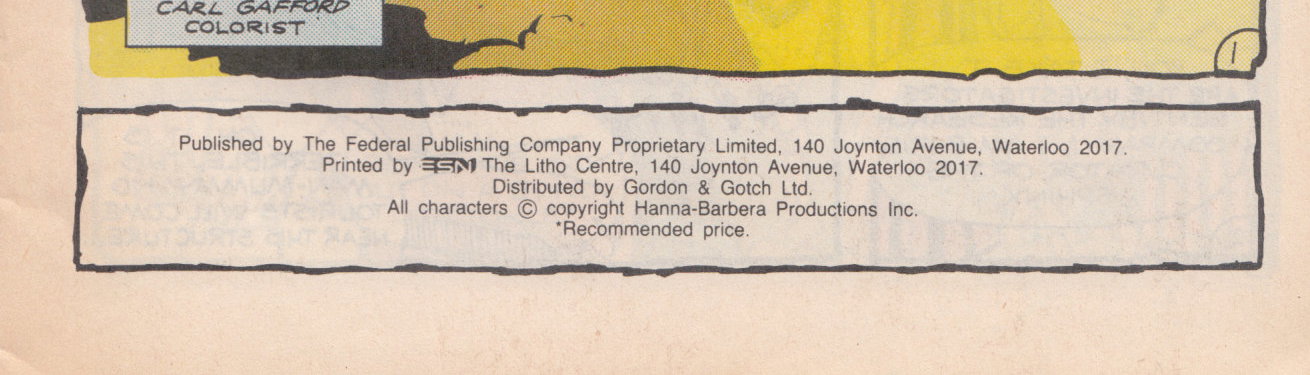 CARL GAFFORD
COLORIST
1
Published by The Federal Publishing Company Proprietary Limited, 140 Joynton Avenue, Waterloo 2017.
Printed by ESN The Litho Centre, 140 Joynton Avenue, Waterloo 2017.
Distributed by Gordon & Gotch Ltd.
All characters © copyright Hanna-Barbera Productions Inc.
*Recommended price.